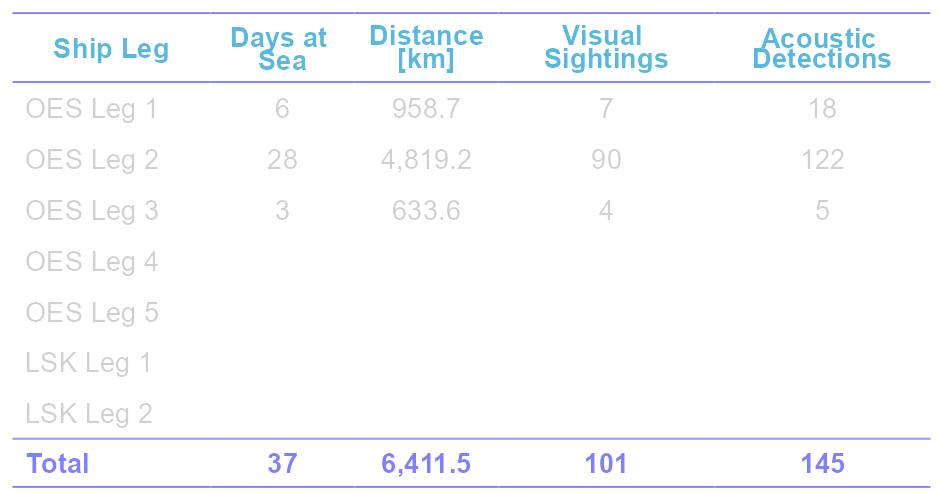 Ship Leg Days at Sea Distance [km] Visual Sightings Acoustic Detections
OES Leg 1 6 958.7 7 18
OES Leg 2 28 4,819.2 90 122
OES Leg 3 3 633.6 4 5
OES Leg 4
OES Leg 5
LSK Leg 1
LSK Leg 2
Total 37 6,411.5 101 145